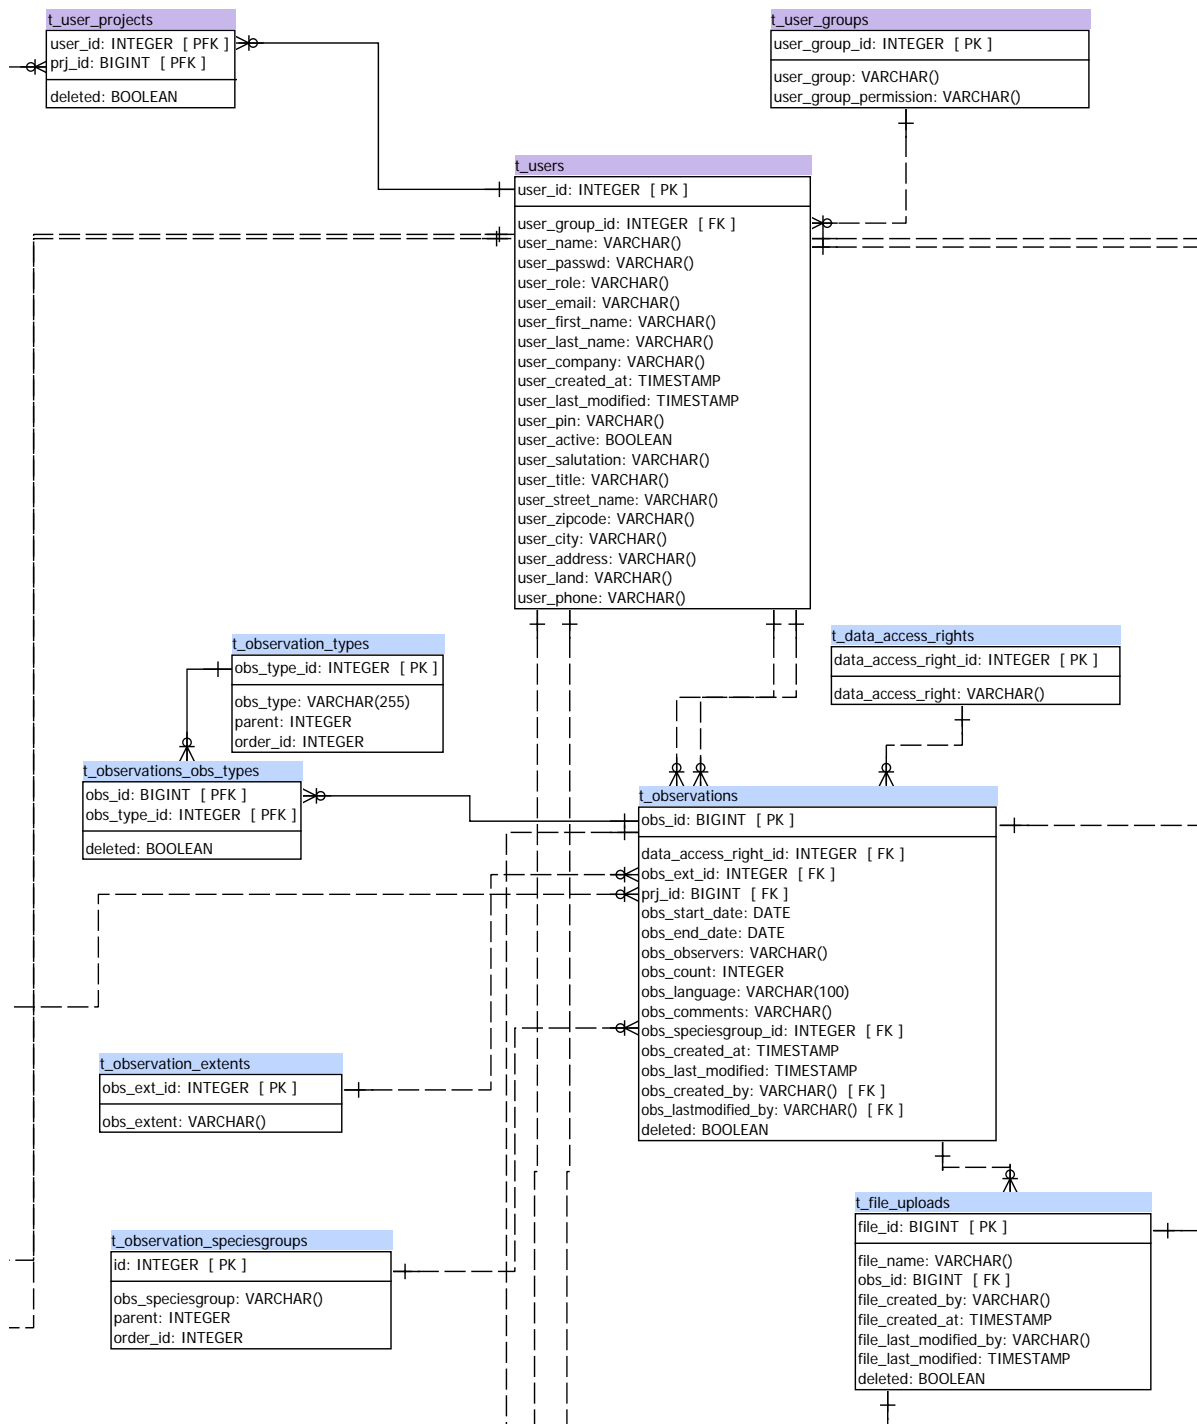 t_user_projects
user_id: INTEGER [ PFK ]
prj_id: BIGINT [ PFK ]
deleted: BOOLEAN
t_user_groups
user_group_id: INTEGER [ PK ]
user_group: VARCHAR()
user_group_permission: VARCHAR()
t_users
user_id: INTEGER [ PK ]
user_group_id: INTEGER [ FK ]
user_name: VARCHAR()
user_passwd: VARCHAR()
user_role: VARCHAR()
user_email: VARCHAR()
user_first_name: VARCHAR()
user_last_name: VARCHAR()
user_company: VARCHAR()
user_created_at: TIMESTAMP
user_last_modified: TIMESTAMP
user_pin: VARCHAR()
user_active: BOOLEAN
user_salutation: VARCHAR()
user_title: VARCHAR()
user_street_name: VARCHAR()
user_zipcode: VARCHAR()
user_city: VARCHAR()
user_address: VARCHAR()
user_land: VARCHAR()
user_phone: VARCHAR()
t_observation_types
obs_type_id: INTEGER [ PK ]
obs_type: VARCHAR(255)
parent: INTEGER
order_id: INTEGER
t_data_access_rights
data_access_right_id: INTEGER [ PK ]
data_access_right: VARCHAR()
t_observations_obs_types
obs_id: BIGINT [ PFK ]
obs_type_id: INTEGER [ PFK ]
deleted: BOOLEAN
t_observations
obs_id: BIGINT [ PK ]
data_access_right_id: INTEGER [ FK ]
obs_ext_id: INTEGER [ FK ]
prj_id: BIGINT [ FK ]
obs_start_date: DATE
obs_end_date: DATE
obs_observers: VARCHAR()
obs_count: INTEGER
obs_language: VARCHAR(100)
obs_comments: VARCHAR()
obs_speciesgroup_id: INTEGER [ FK ]
obs_created_at: TIMESTAMP
obs_last_modified: TIMESTAMP
obs_created_by: VARCHAR() [ FK ]
obs_lastmodified_by: VARCHAR() [ FK ]
deleted: BOOLEAN
t_observation_extents
obs_ext_id: INTEGER [ PK ]
obs_extent: VARCHAR()
t_observation_speciesgroups
id: INTEGER [ PK ]
obs_speciesgroup: VARCHAR()
parent: INTEGER
order_id: INTEGER
t_file_uploads
file_id: BIGINT [ PK ]
file_name: VARCHAR()
obs_id: BIGINT [ FK ]
file_created_by: VARCHAR()
file_created_at: TIMESTAMP
file_last_modified_by: VARCHAR()
file_last_modified: TIMESTAMP
deleted: BOOLEAN